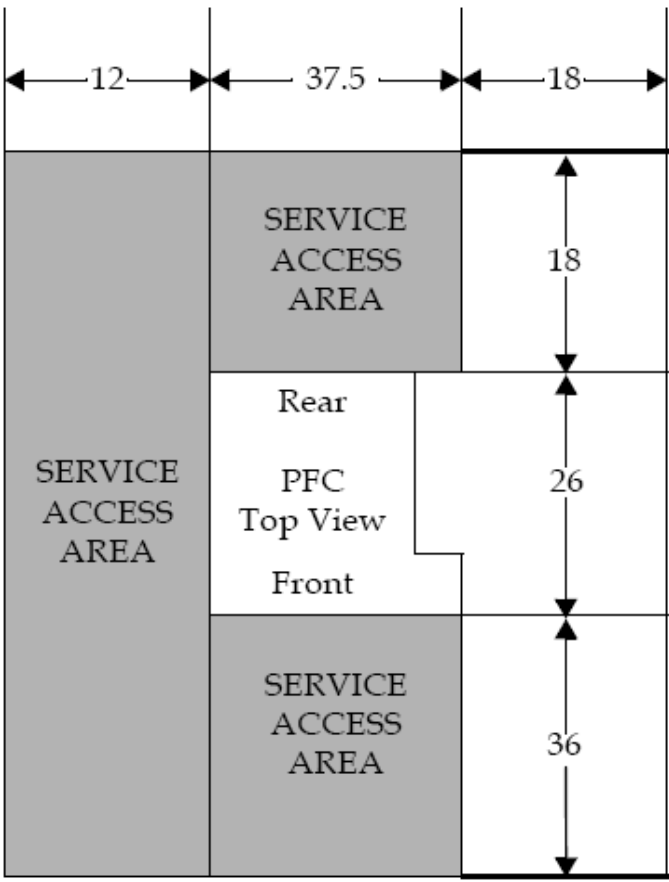 12
37.5
18
SERVICE
ACCESS
AREA
18
Rear
PFC
Top View
Front
26
SERVICE
ACCESS
AREA
SERVICE
ACCESS
AREA
36